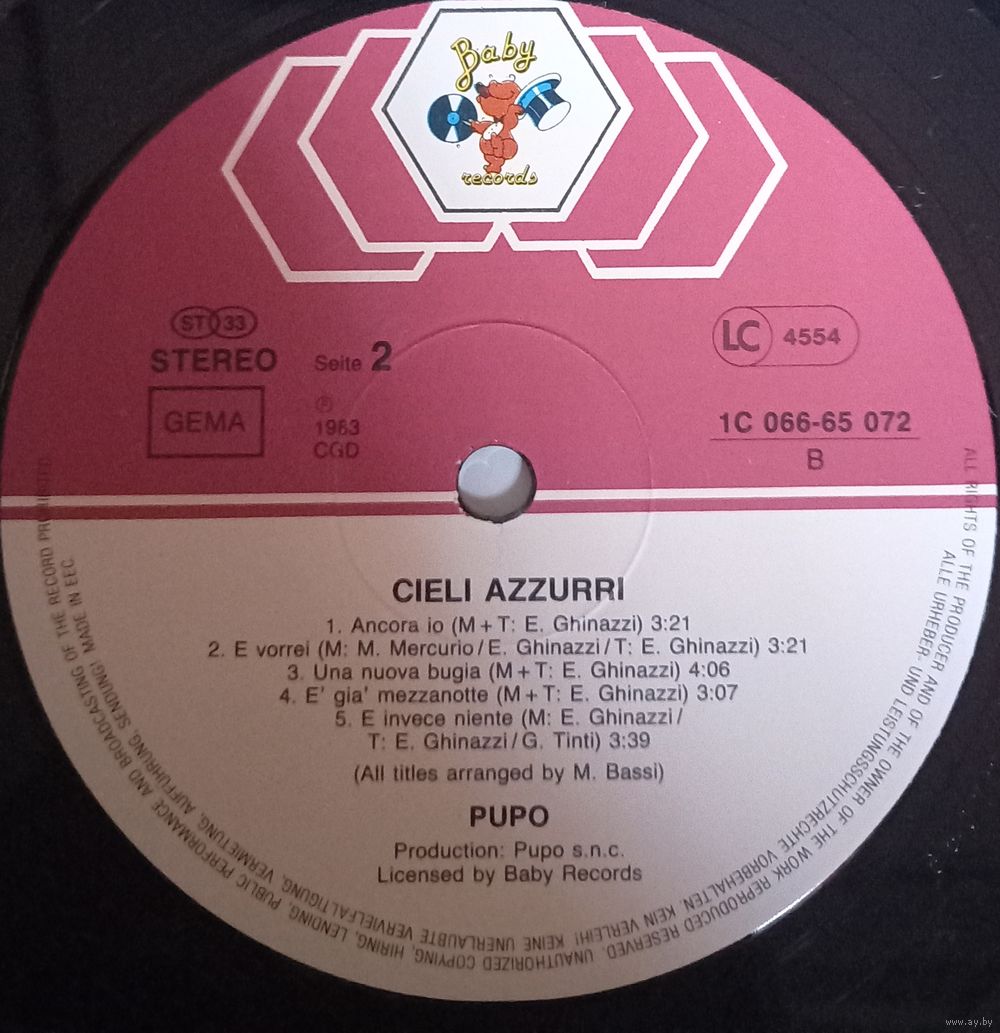 Baby
records
ST 33
STEREO
Seite 2
LC 4554
GEMA
℗
1983
CGD
1C 066-65 072
B
CIELI AZZURRI
1. Ancora io (M+T: E. Ghinazzi) 3:21
2. E vorrei (M: M. Mercurio/E. Ghinazzi/T: E. Ghinazzi) 3:21
3. Una nuova bugia (M+T: E. Ghinazzi) 4:06
4. E' gia' mezzanotte (M+T: E. Ghinazzi) 3:07
5. E invece niente (M: E. Ghinazzi/
T: E. Ghinazzi/G. Tinti) 3:39
(All titles arranged by M. Bassi)
PUPO
Production: Pupo s.n.c.
Licensed by Baby Records
ALL RIGHTS OF THE PRODUCER AND OF THE OWNER OF THE WORK REPRODUCED RESERVED. UNAUTHORIZED COPYING, HIRING, LENDING, PUBLIC PERFORMANCE AND BROADCASTING OF THE RECORD PROHIBITED.
ALLE URHEBER- UND LEISTUNGSSCHUTZRECHTE VORBEHALTEN. KEIN VERLEIH! KEINE UNERLAUBTE VERVIELFÄLTIGUNG, VERMIETUNG, AUFFÜHRUNG, SENDUNG! MADE IN EEC
www.ay.by